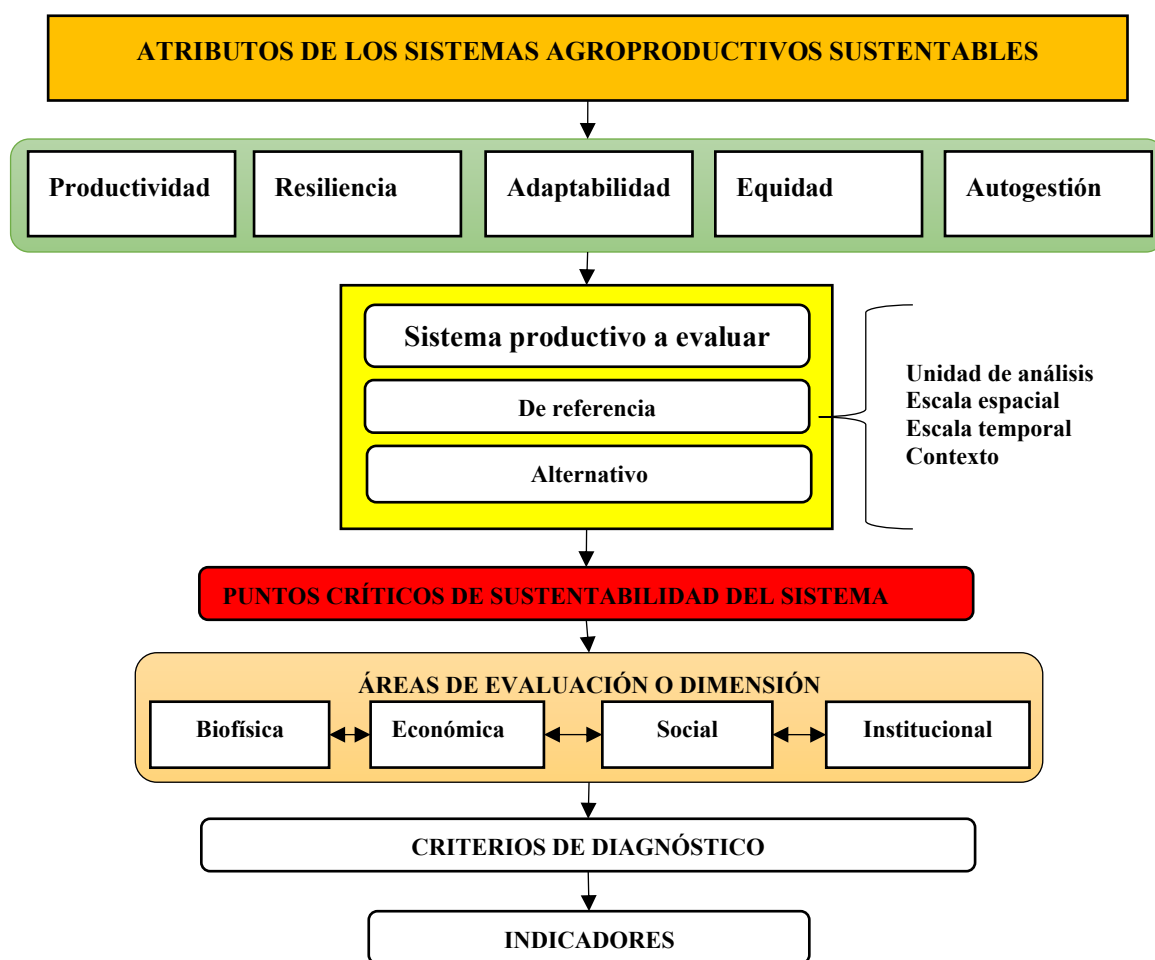 ATRIBUTOS DE LOS SISTEMAS AGROPRODUCTIVOS SUSTENTABLES
Productividad
Resiliencia
Adaptabilidad
Equidad
Autogestión
Sistema productivo a evaluar
De referencia
Alternativo
Unidad de análisis
Escala espacial
Escala temporal
Contexto
PUNTOS CRÍTICOS DE SUSTENTABILIDAD DEL SISTEMA
ÁREAS DE EVALUACIÓN O DIMENSIÓN
Biofísica
Económica
Social
Institucional
CRITERIOS DE DIAGNÓSTICO
INDICADORES